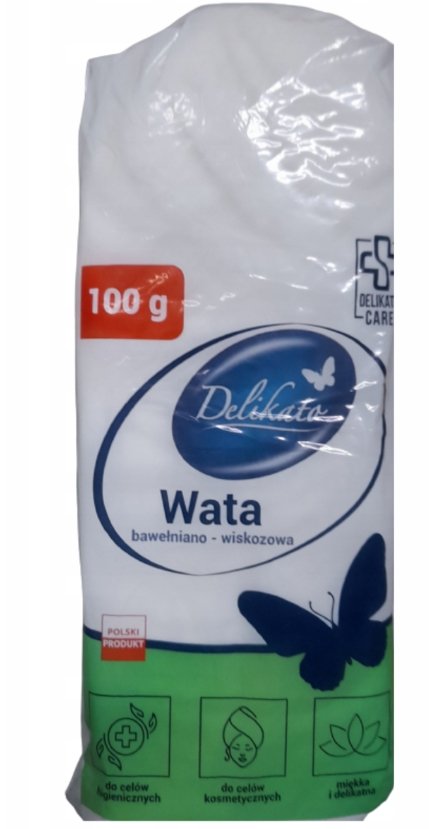 100 g
DELIKATO
CARE
Delikato
Wata
bawełniano - wiskozowa
POLSKI
PRODUKT
do celów
higienicznych
do celów
kosmetycznych
miękka
i delikatna